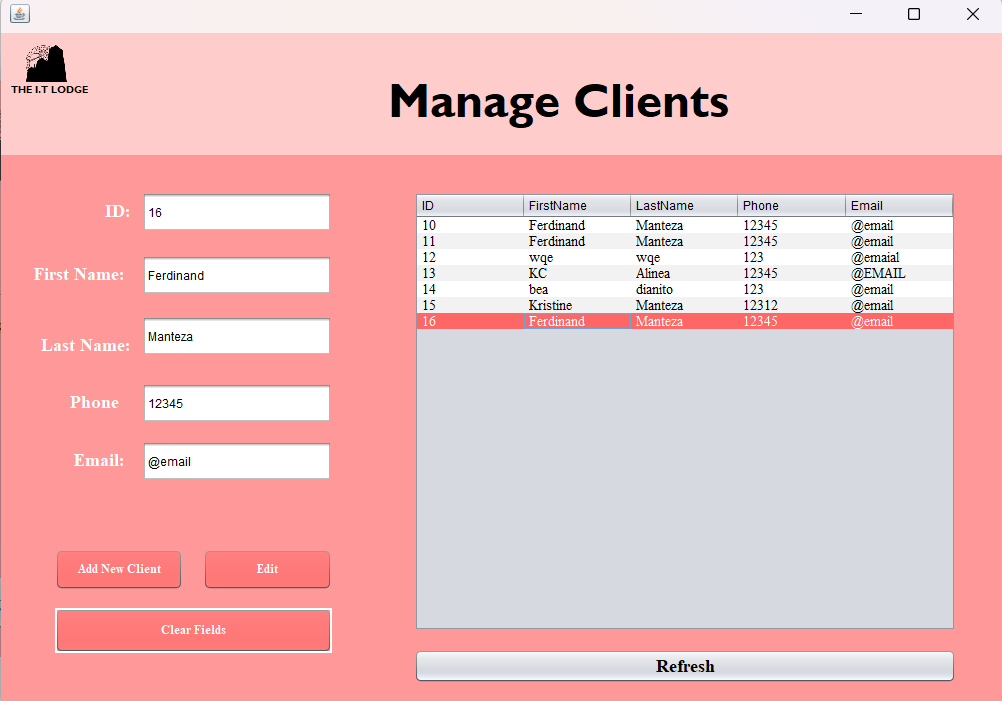 THE I.T LODGE
Manage Clients
ID: 16
First Name: Ferdinand
Last Name: Manteza
Phone 12345
Email: @email
Add New Client Edit
Clear Fields
ID FirstName LastName Phone Email
10 Ferdinand Manteza 12345 @email
11 Ferdinand Manteza 12345 @email
12 wqe wqe 123 @emaial
13 KC Alinea 12345 @EMAIL
14 bea dianito 123 @email
15 Kristine Manteza 12312 @email
16 Ferdinand Manteza 12345 @email
Refresh